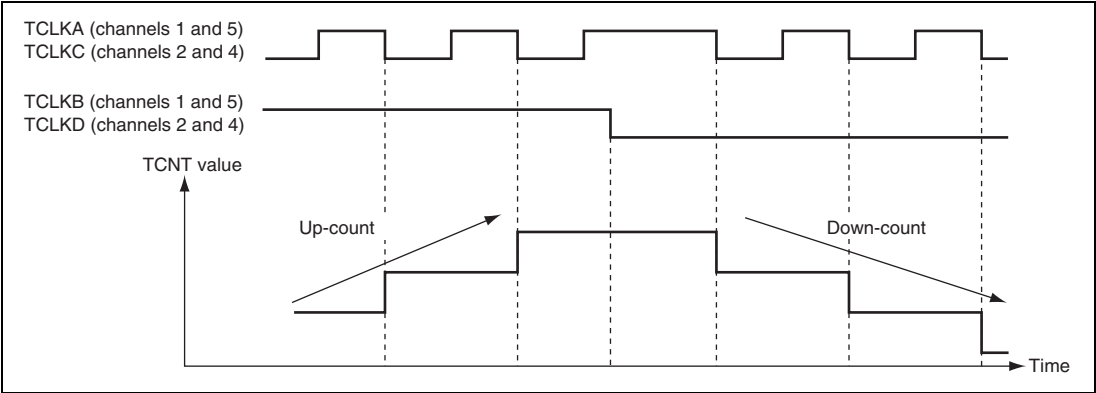 TCLKA (channels 1 and 5)
TCLKC (channels 2 and 4)
TCLKB (channels 1 and 5)
TCLKD (channels 2 and 4)
TCNT value
Up-count
Down-count
Time